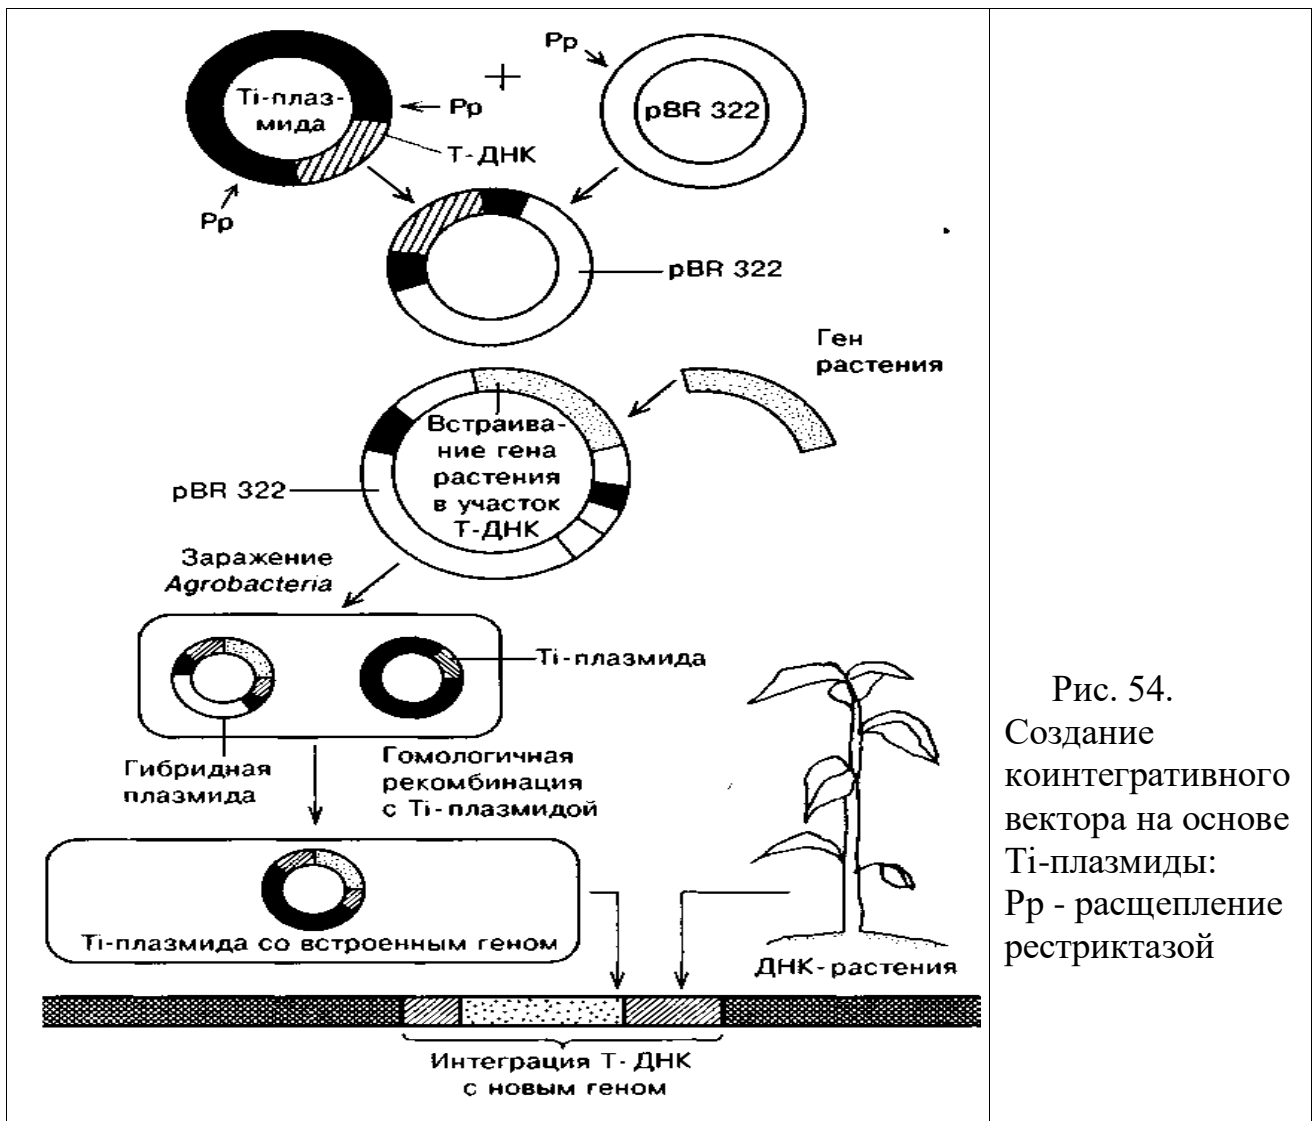 Ti-плаз-
мида
Рр
Рр
pBR 322
Рр
Т-ДНК
pBR 322
Ген
растения
Встраива-
ние гена
растения
в участок
Т-ДНК
pBR 322
Заражение
Agrobacteria
Ti-плазмида
Гибридная
плазмида
Гомологичная
рекомбинация
с Ti-плазмидой
Ti-плазмида со встроенным геном
ДНК-растения
Интеграция Т-ДНК
с новым геном
Рис. 54.
Создание
коинтегративного
вектора на основе
Ti-плазмиды:
Рр - расщепление
рестриктазой